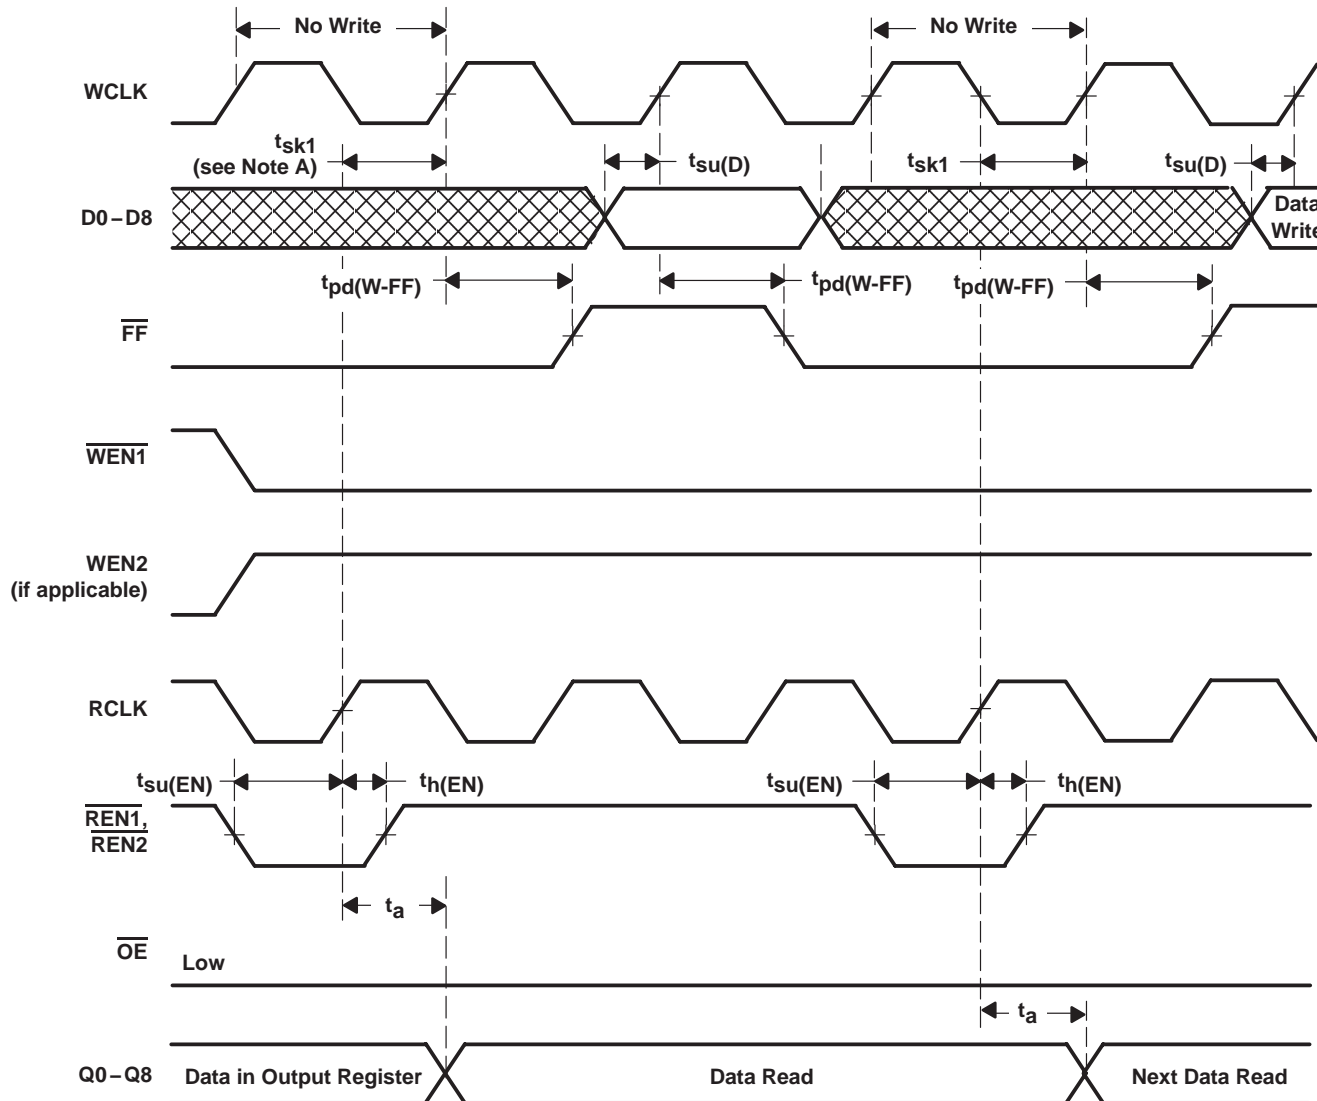 No Write
No Write
WCLK
tsk1
(see Note A)
tsu(D)
tsk1
tsu(D)
D0–D8
Data
Write
tpd(W-FF)
tpd(W-FF)
tpd(W-FF)
FF
WEN1
WEN2
(if applicable)
RCLK
tsu(EN)
th(EN)
tsu(EN)
th(EN)
REN1,
REN2
ta
OE
Low
ta
Q0–Q8
Data in Output Register
Data Read
Next Data Read